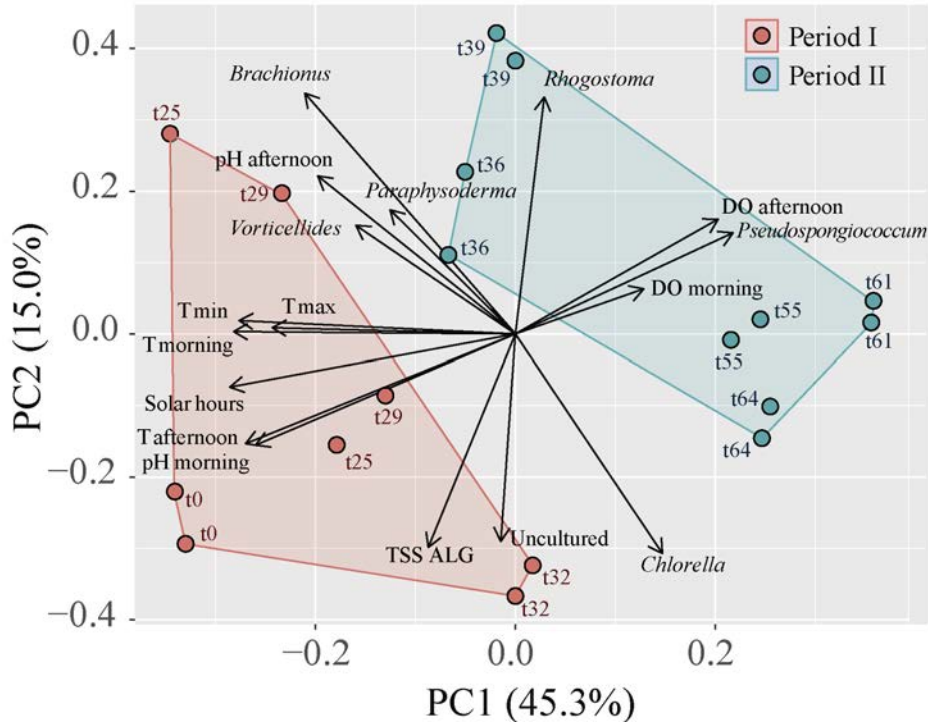 0.4
0.2
0.0
−0.2
−0.4
PC2 (15.0%)
−0.2
0.0
0.2
PC1 (45.3%)
Period I
Period II
t39
t39
Brachionus
Rhogostoma
t25
pH afternoon
t36
t29
Paraphysoderma
DO afternoon
Vorticellides
t36
Pseudospongiococcum
DO morning
t61
Tmin
Tmax
t55
t61
Tmorning
t55
Solar hours
t64
t29
Tafternoon
t64
pH morning
t25
t0
t0
Uncultured
TSS ALG
Chlorella
t32
t32